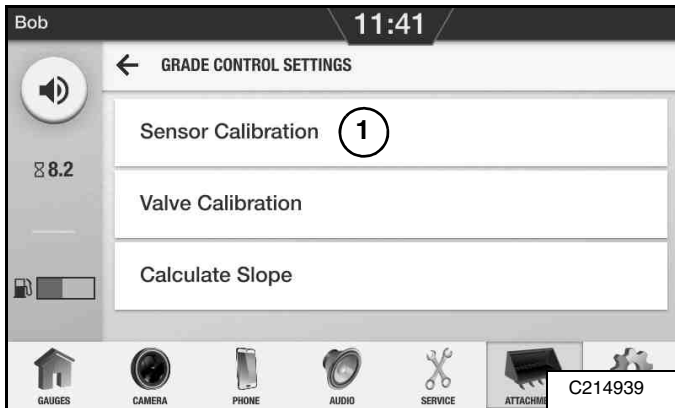 Bob 11:41
GRADE CONTROL SETTINGS
Sensor Calibration 1
8.2
Valve Calibration
Calculate Slope
GAUGES CAMERA PHONE AUDIO SERVICE
C214939